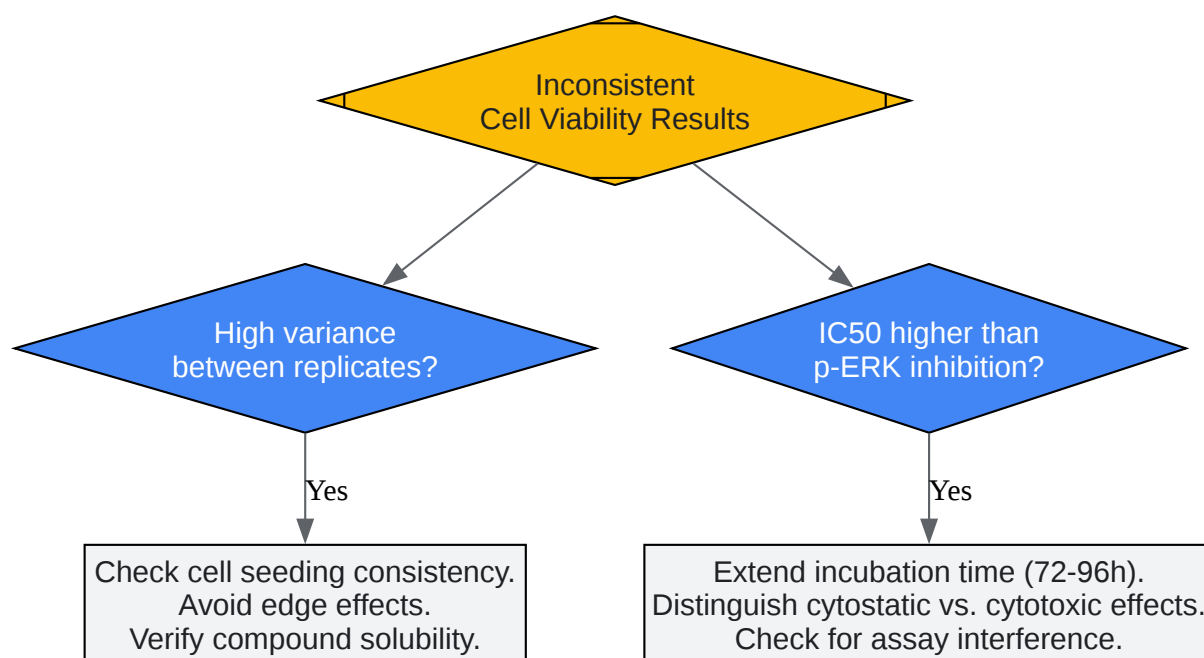 Inconsistent
Cell Viability Results
High variance
between replicates?
IC50 higher than
p-ERK inhibition?
Yes
Yes
Check cell seeding consistency.
Avoid edge effects.
Verify compound solubility.
Extend incubation time (72-96h).
Distinguish cytostatic vs. cytotoxic effects.
Check for assay interference.